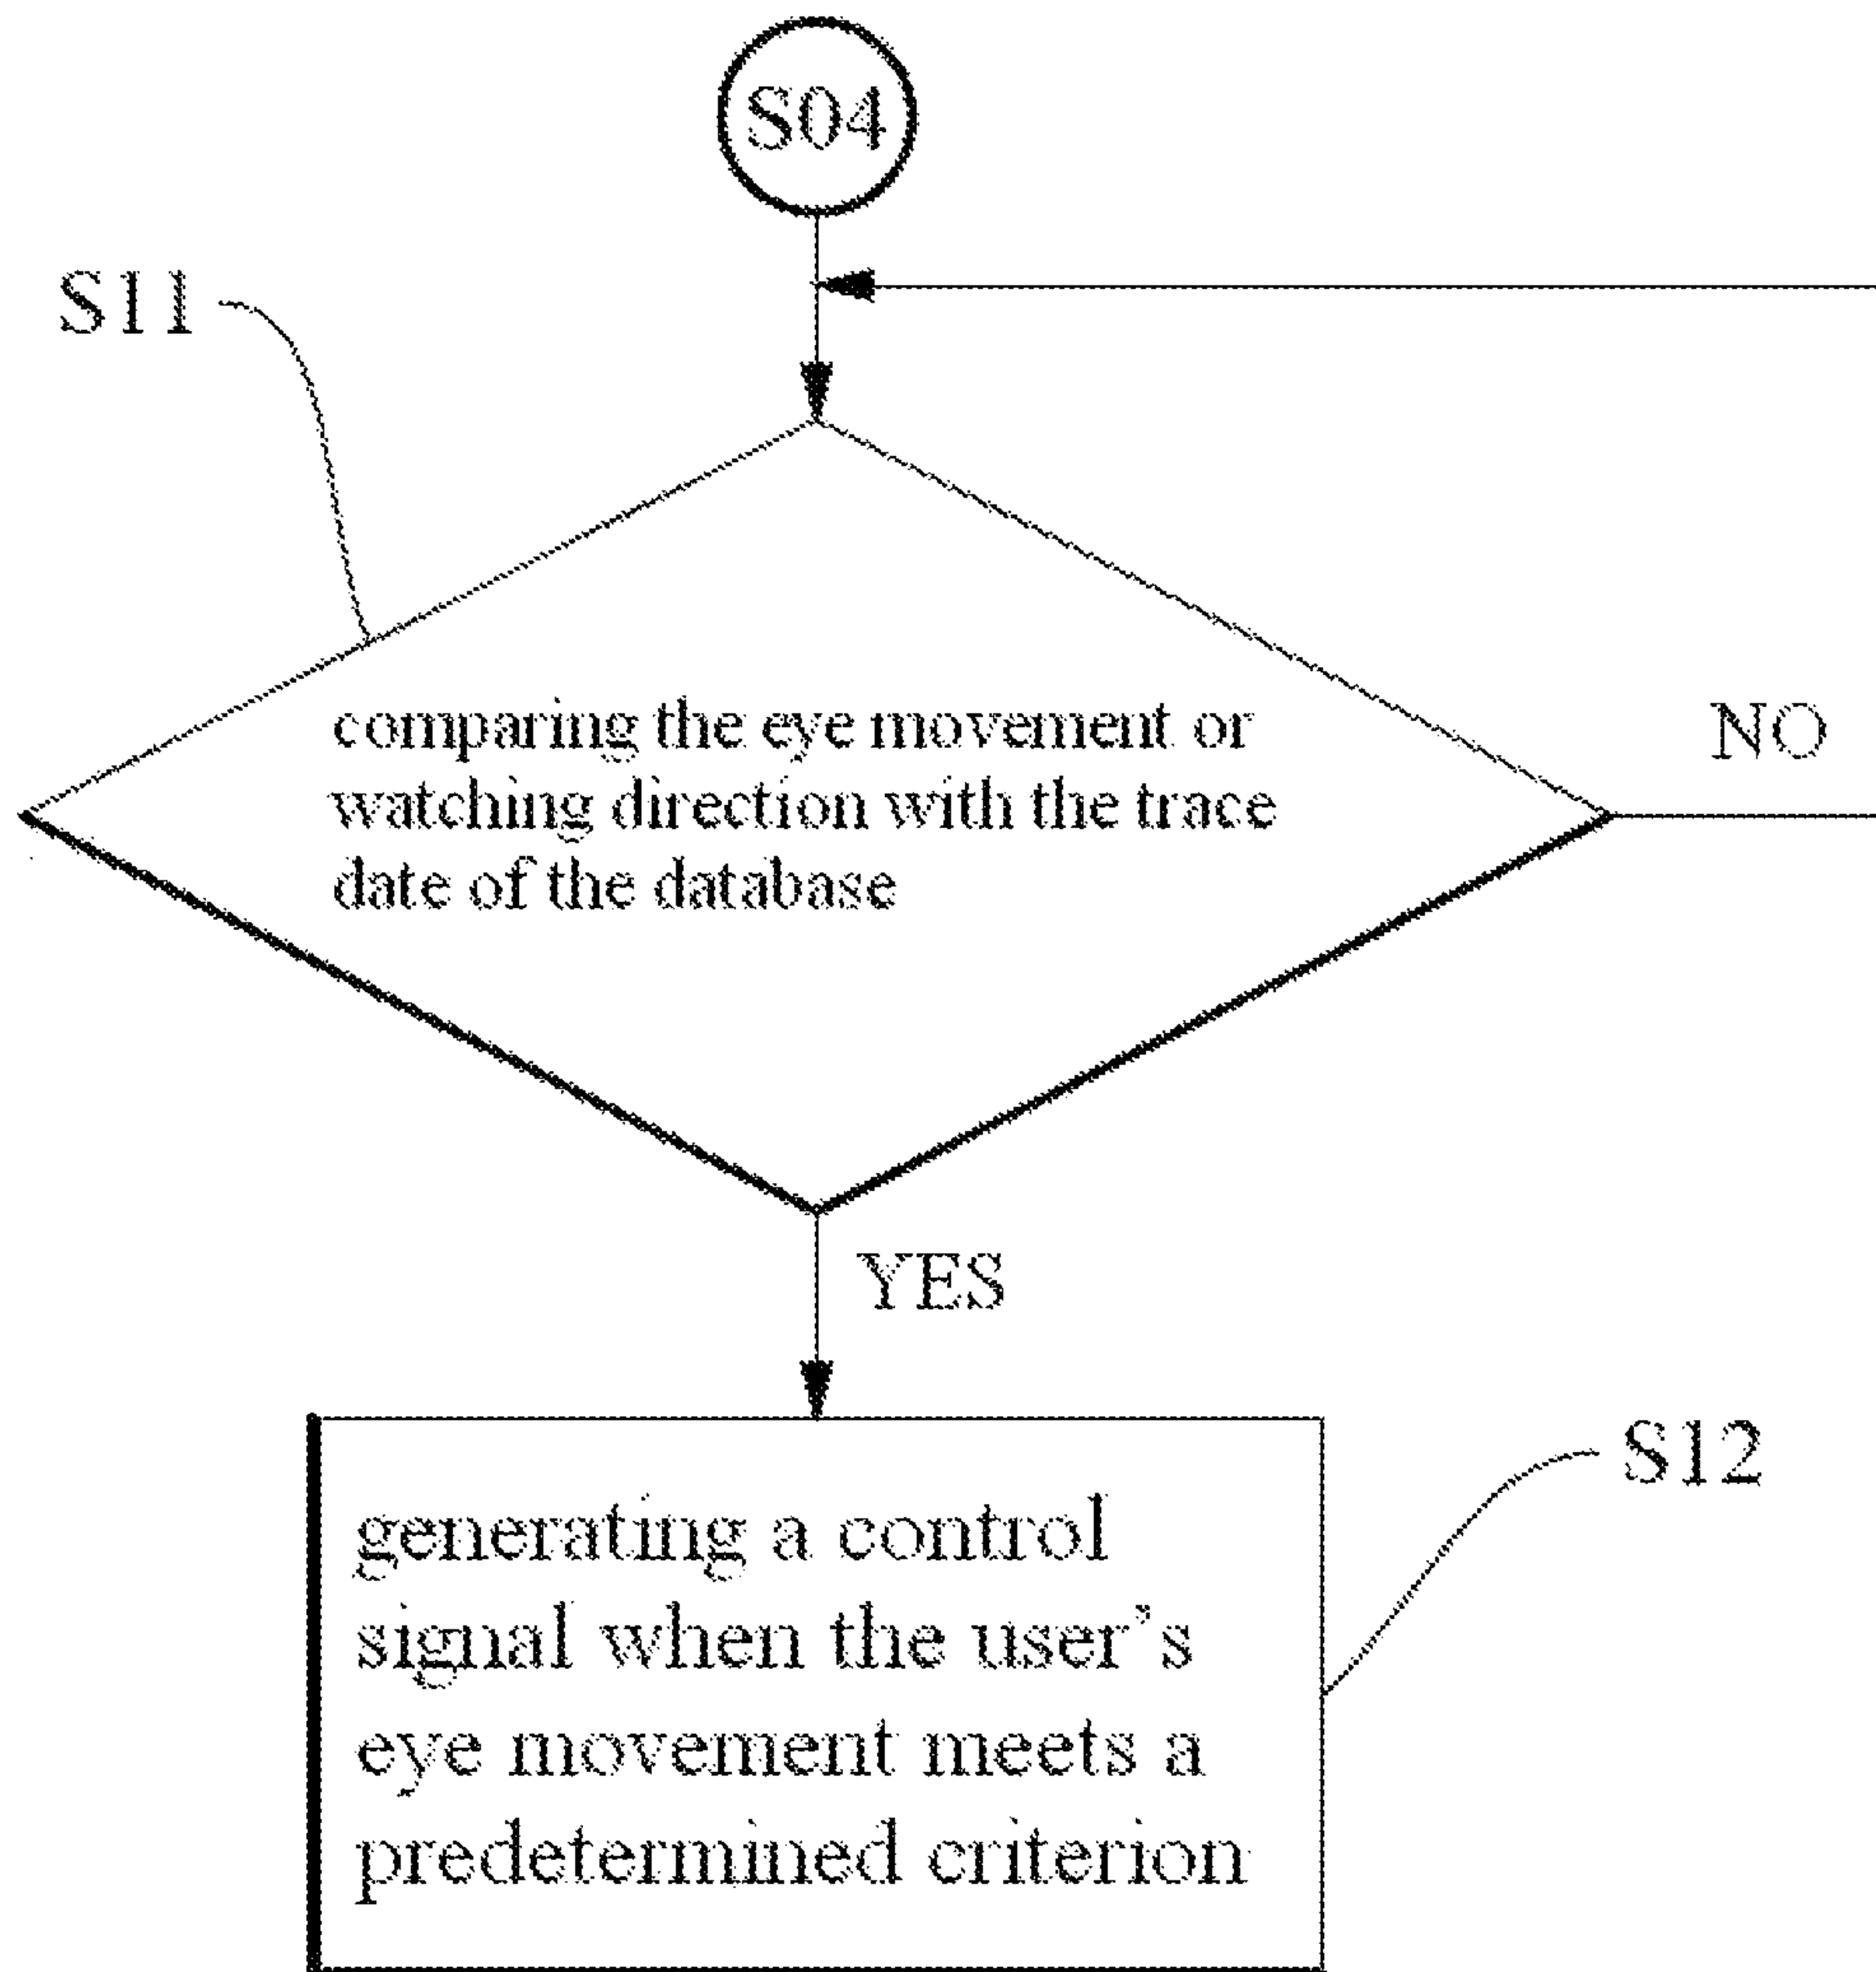 S04
S11
comparing the eye movement or
watching direction with the trace
date of the database
NO
YES
S12
generating a control
signal when the user's
eye movement meets a
predetermined criterion